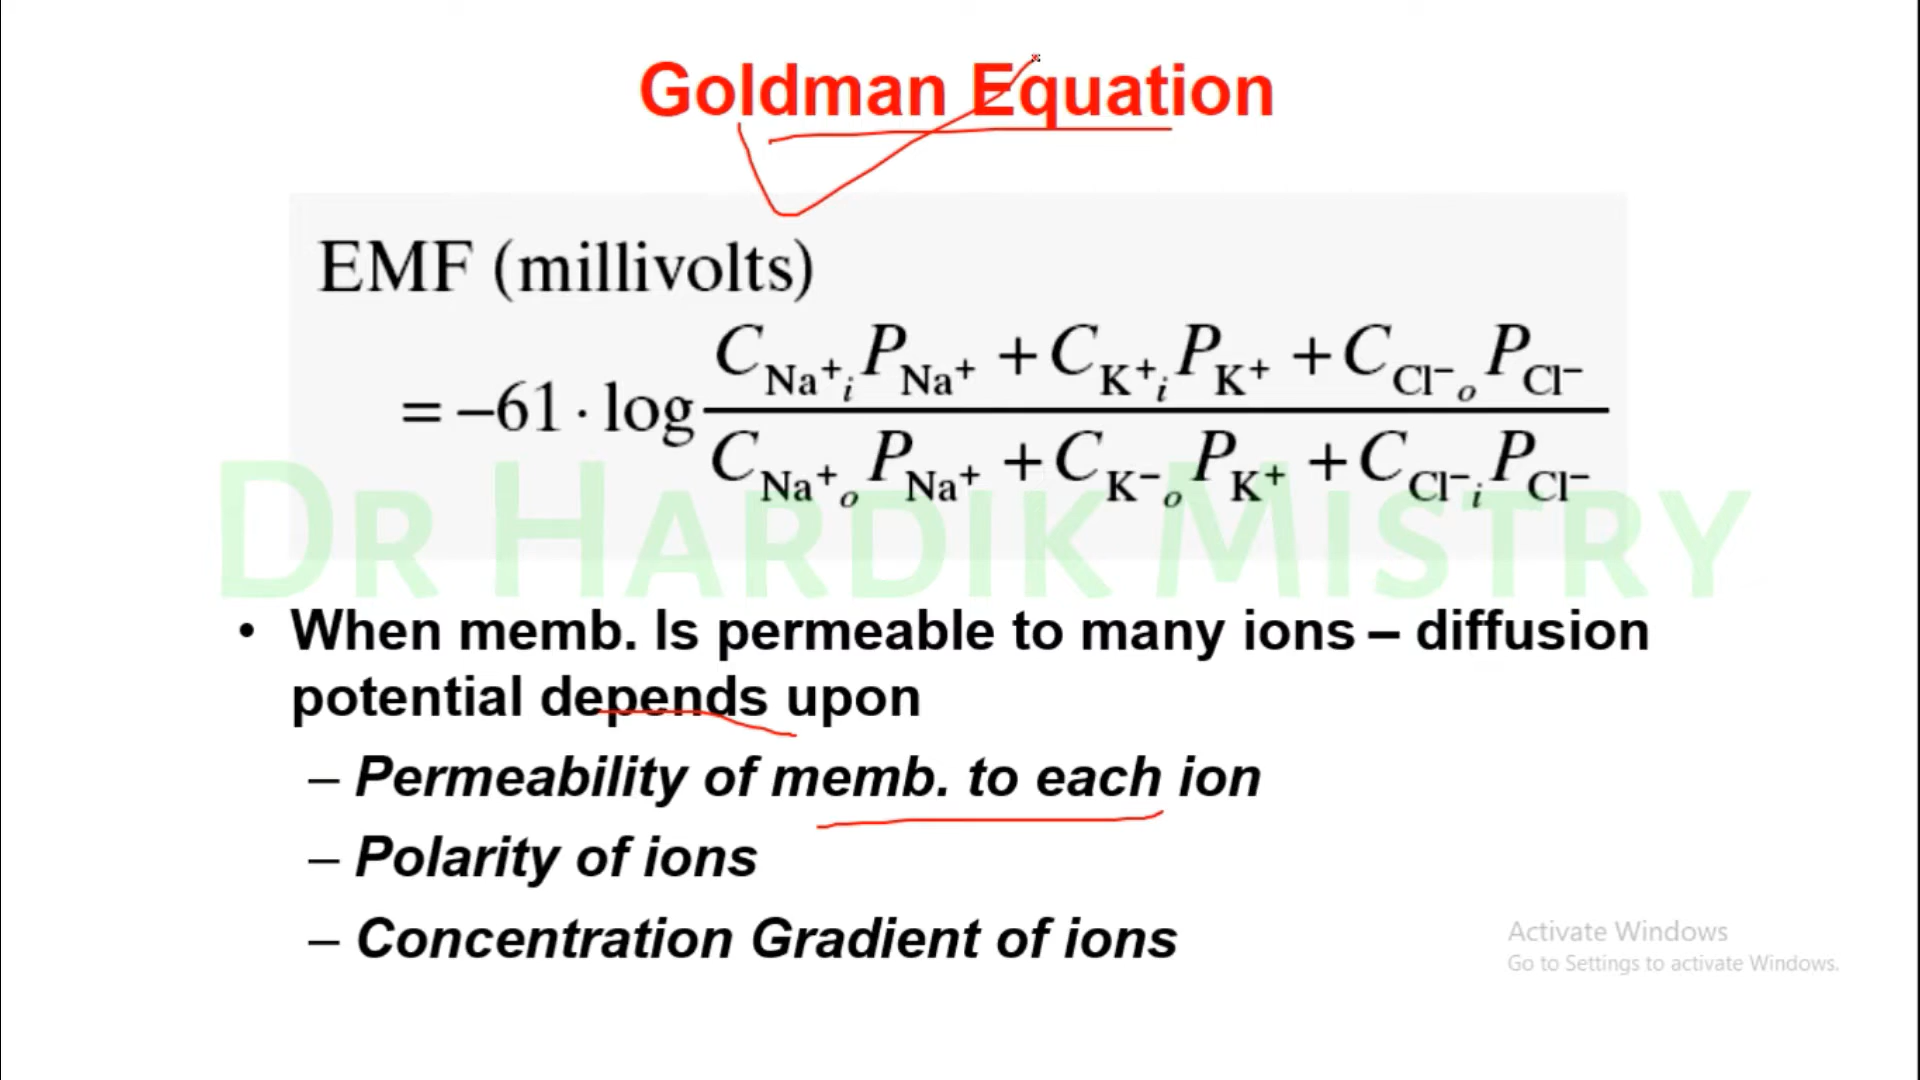 Goldman Equation
EMF (millivolts)
= −61 · log (C_Na⁺ᵢ P_Na⁺ + C_K⁺ᵢ P_K⁺ + C_Cl⁻ₒ P_Cl⁻) / (C_Na⁺ₒ P_Na⁺ + C_K⁻ₒ P_K⁺ + C_Cl⁻ᵢ P_Cl⁻)
DR HARDIK MISTRY
• When memb. Is permeable to many ions – diffusion
potential depends upon
– Permeability of memb. to each ion
– Polarity of ions
– Concentration Gradient of ions
Activate Windows
Go to Settings to activate Windows.